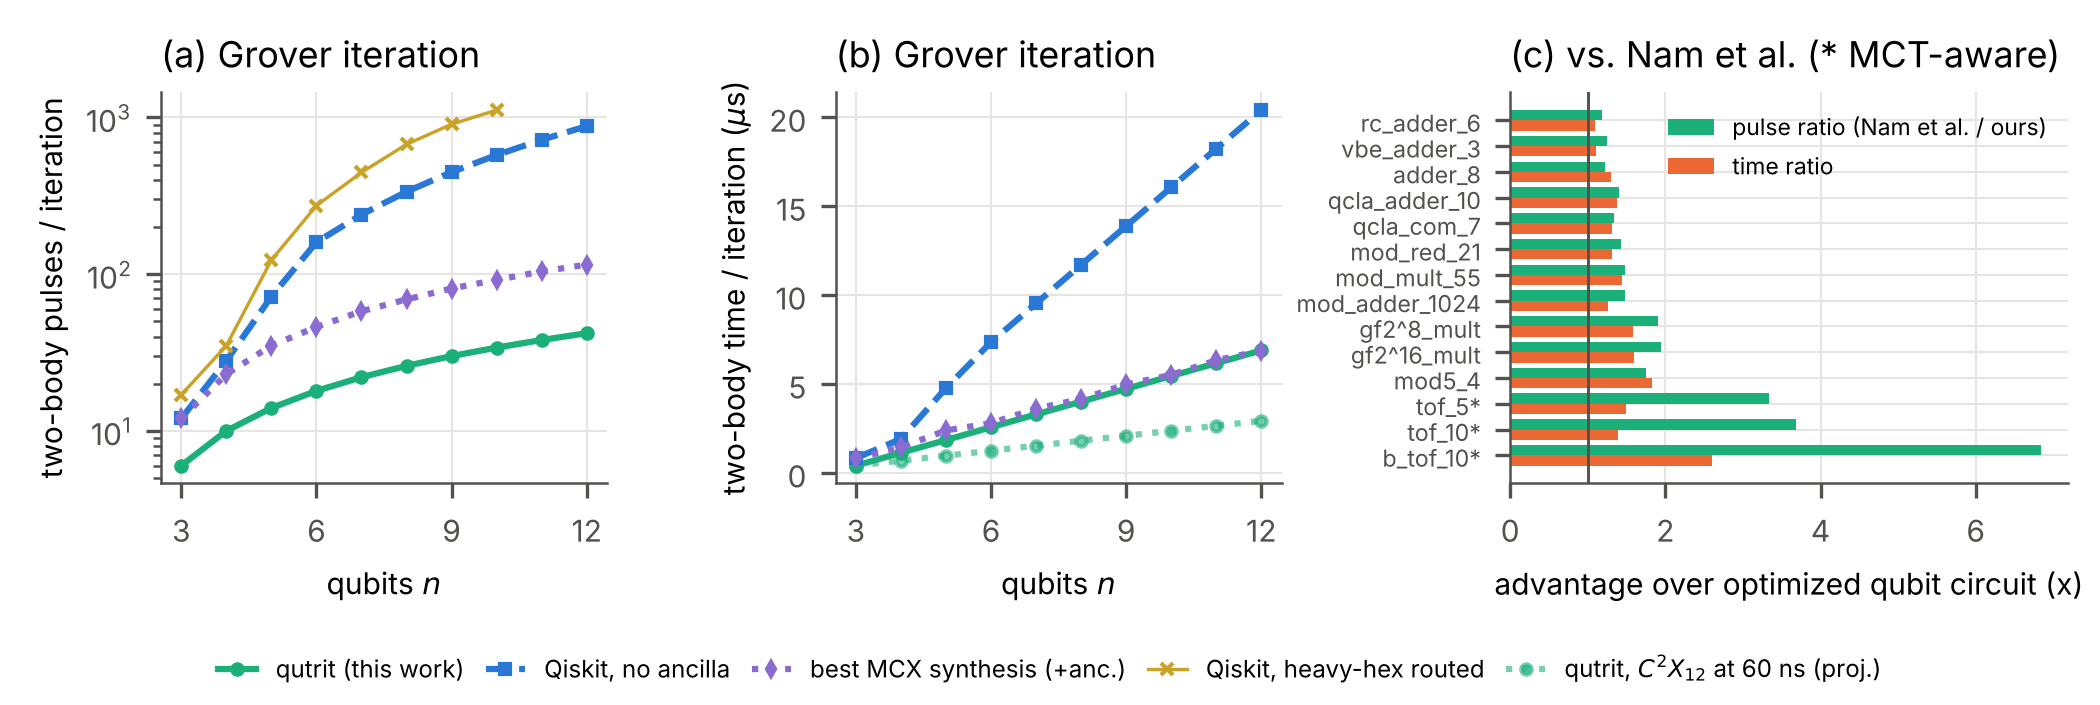 (a) Grover iteration
two-body pulses / iteration
10^3
10^2
10^1
3 6 9 12
qubits n
(b) Grover iteration
two-body time / iteration (μs)
20
15
10
5
0
3 6 9 12
qubits n
(c) vs. Nam et al. (* MCT-aware)
rc_adder_6
vbe_adder_3
adder_8
qcla_adder_10
qcla_com_7
mod_red_21
mod_mult_55
mod_adder_1024
gf2^8_mult
gf2^16_mult
mod5_4
tof_5*
tof_10*
b_tof_10*
pulse ratio (Nam et al. / ours)
time ratio
0 2 4 6
advantage over optimized qubit circuit (x)
qutrit (this work) Qiskit, no ancilla best MCX synthesis (+anc.) Qiskit, heavy-hex routed qutrit, C²X₁₂ at 60 ns (proj.)